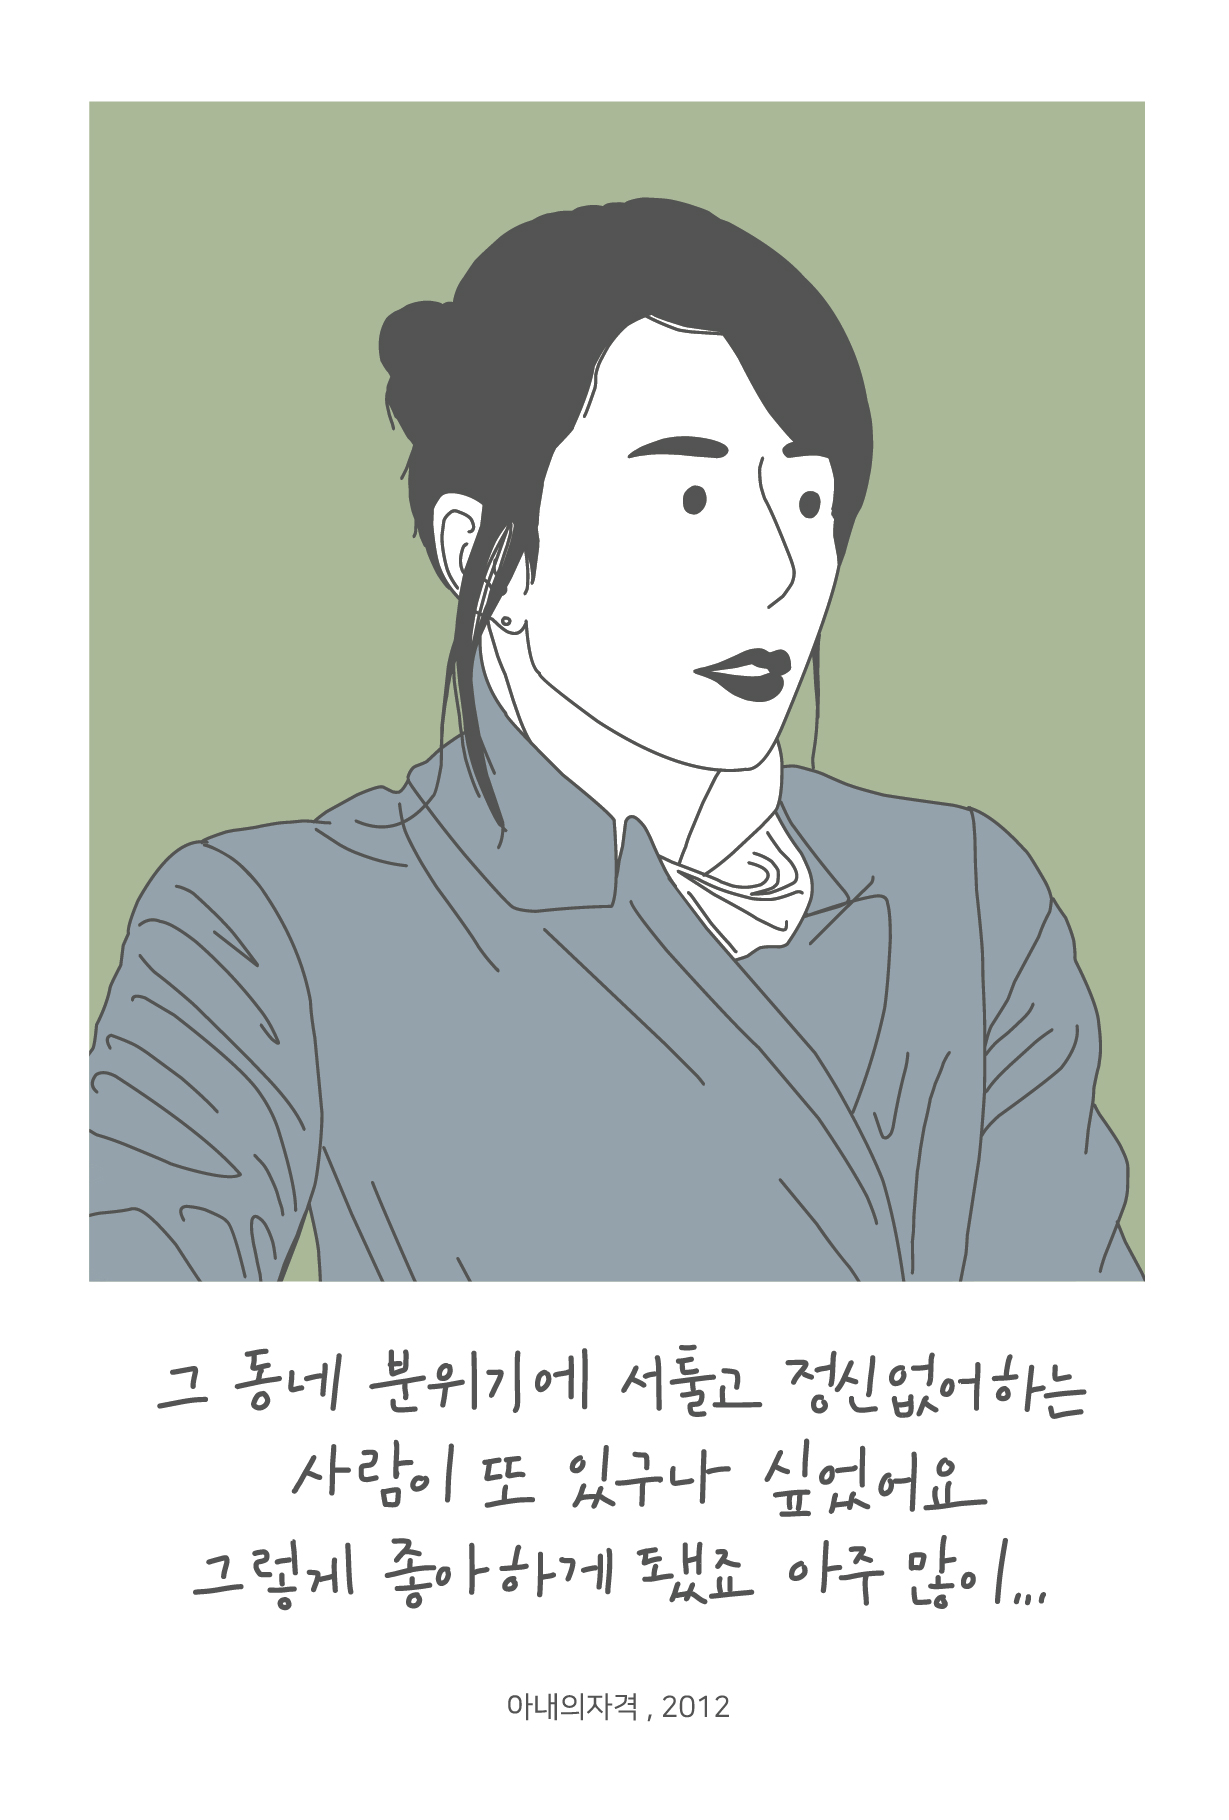 그 동네 분위기에 서툴고 정신없어하는
사람이 또 있구나 싶었어요
그렇게 좋아하게 됐죠 아주 많이...
아내의자격, 2012